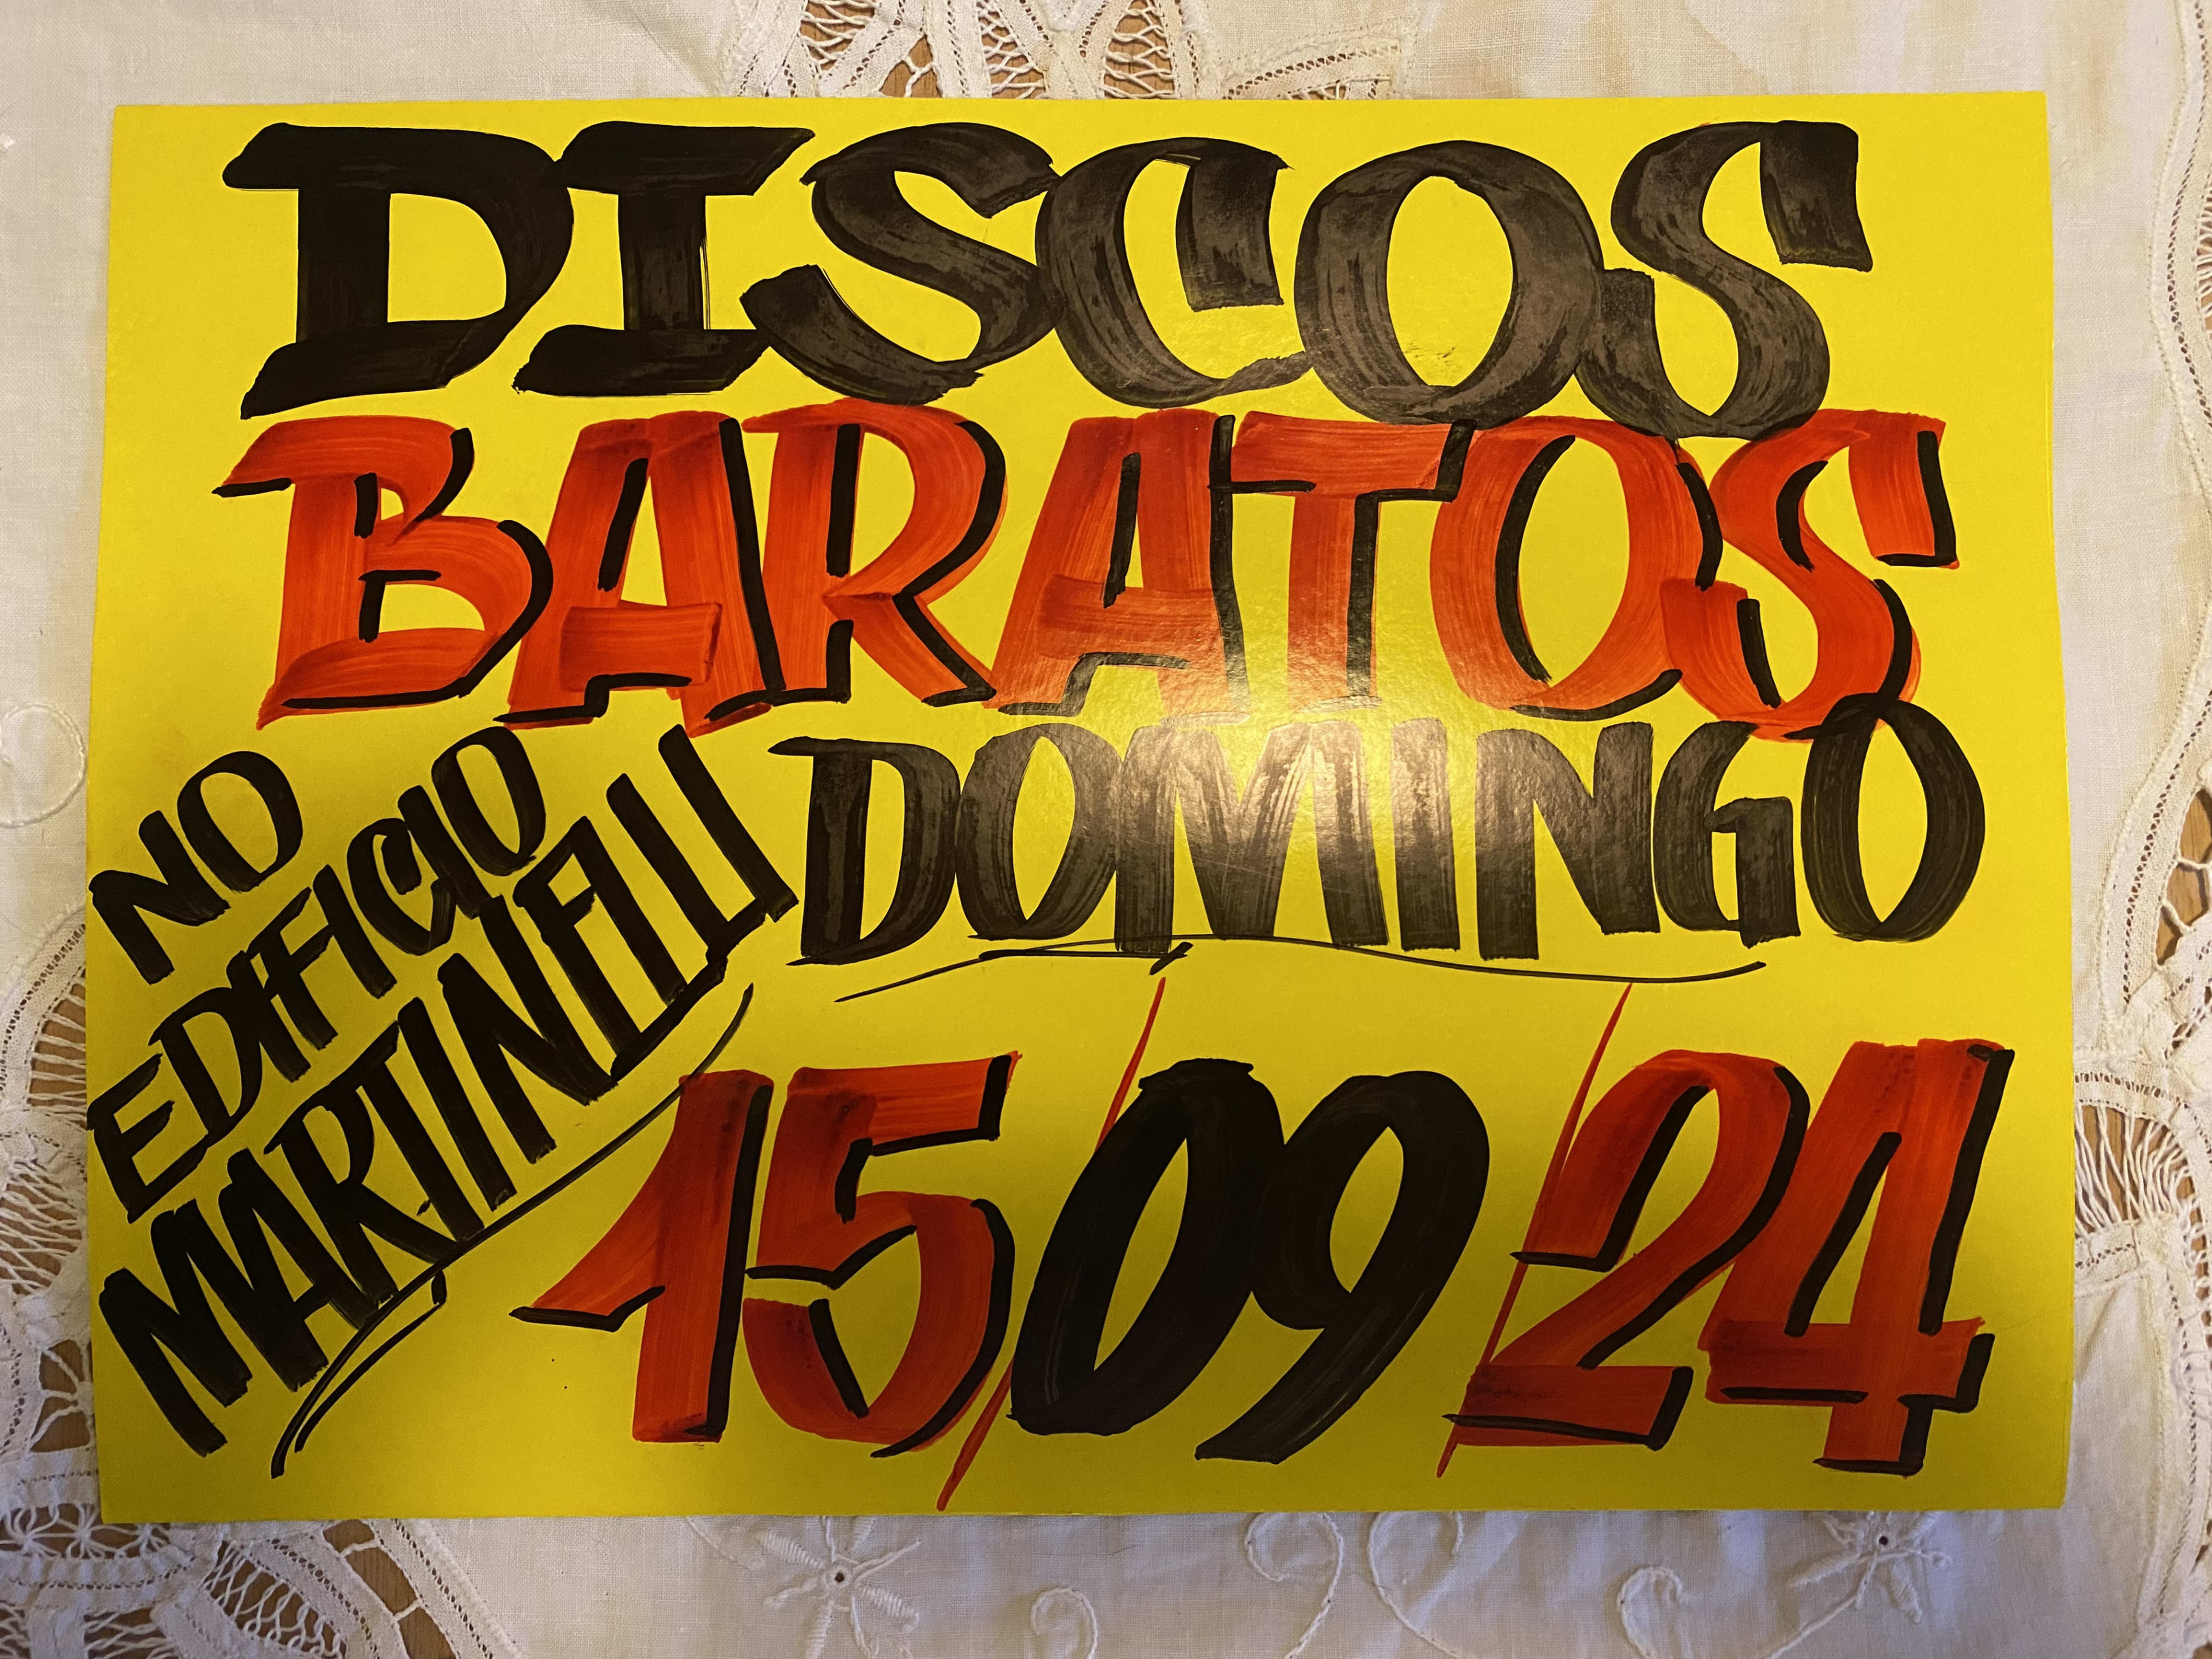 DISCOS
BARATOS
NO
EDIFICIO
MARTINELLI
DOMINGO
15/09/24